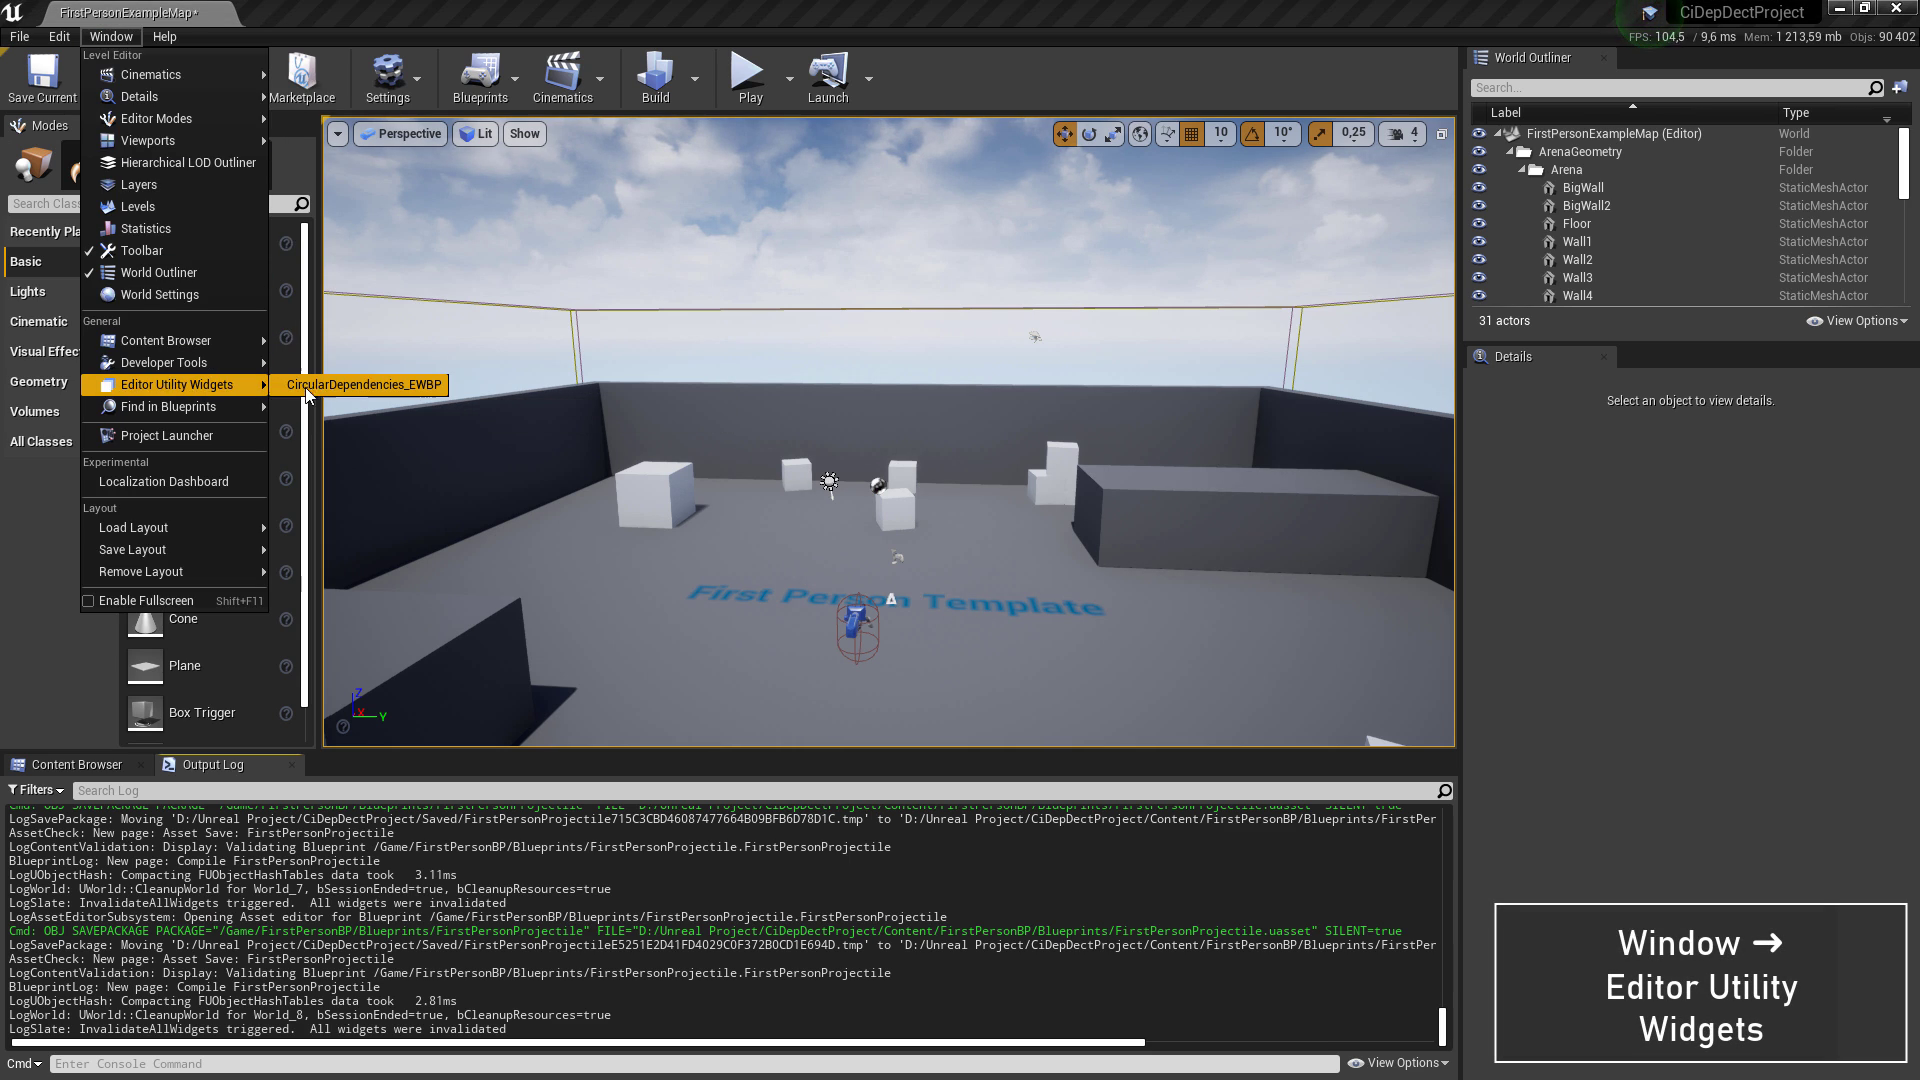 FirstPersonExampleMap*
CiDepDectProject
File Edit Window Help
FPS: 104,5 / 9,6 ms Mem: 1 213,59 mb Objs: 90 402
Level Editor
Cinematics
Details
Editor Modes
Viewports
Hierarchical LOD Outliner
Layers
Levels
Statistics
Toolbar
World Outliner
World Settings
General
Content Browser
Developer Tools
Editor Utility Widgets
CircularDependencies_EWBP
Find in Blueprints
Project Launcher
Experimental
Localization Dashboard
Layout
Load Layout
Save Layout
Remove Layout
Enable Fullscreen Shift+F11
Save Current
Marketplace
Settings
Blueprints
Cinematics
Build
Play
Launch
Modes
Search Clas
Recently Pla
Basic
Lights
Cinematic
Visual Effec
Geometry
Volumes
All Classes
Cone
Plane
Box Trigger
Perspective Lit Show
10 10° 0,25 4
First Person Template
Z
X Y
World Outliner
Search...
Label Type
FirstPersonExampleMap (Editor) World
ArenaGeometry Folder
Arena Folder
BigWall StaticMeshActor
BigWall2 StaticMeshActor
Floor StaticMeshActor
Wall1 StaticMeshActor
Wall2 StaticMeshActor
Wall3 StaticMeshActor
Wall4 StaticMeshActor
31 actors View Options
Details
Select an object to view details.
Content Browser Output Log
Filters Search Log
LogSavePackage: Moving 'D:/Unreal Project/CiDepDectProject/Saved/FirstPersonProjectile715C3CBD46087477664B09BFB6D78D1C.tmp' to 'D:/Unreal Project/CiDepDectProject/Content/FirstPersonBP/Blueprints/FirstPer
AssetCheck: New page: Asset Save: FirstPersonProjectile
LogContentValidation: Display: Validating Blueprint /Game/FirstPersonBP/Blueprints/FirstPersonProjectile.FirstPersonProjectile
BlueprintLog: New page: Compile FirstPersonProjectile
LogUObjectHash: Compacting FUObjectHashTables data took 3.11ms
LogWorld: UWorld::CleanupWorld for World_7, bSessionEnded=true, bCleanupResources=true
LogSlate: InvalidateAllWidgets triggered. All widgets were invalidated
LogAssetEditorSubsystem: Opening Asset editor for Blueprint /Game/FirstPersonBP/Blueprints/FirstPersonProjectile.FirstPersonProjectile
Cmd: OBJ SAVEPACKAGE PACKAGE="/Game/FirstPersonBP/Blueprints/FirstPersonProjectile" FILE="D:/Unreal Project/CiDepDectProject/Content/FirstPersonBP/Blueprints/FirstPersonProjectile.uasset" SILENT=true
LogSavePackage: Moving 'D:/Unreal Project/CiDepDectProject/Saved/FirstPersonProjectileE5251E2D41FD4029C0F372B0CD1E694D.tmp' to 'D:/Unreal Project/CiDepDectProject/Content/FirstPersonBP/Blueprints/FirstPer
AssetCheck: New page: Asset Save: FirstPersonProjectile
LogContentValidation: Display: Validating Blueprint /Game/FirstPersonBP/Blueprints/FirstPersonProjectile.FirstPersonProjectile
BlueprintLog: New page: Compile FirstPersonProjectile
LogUObjectHash: Compacting FUObjectHashTables data took 2.81ms
LogWorld: UWorld::CleanupWorld for World_8, bSessionEnded=true, bCleanupResources=true
LogSlate: InvalidateAllWidgets triggered. All widgets were invalidated
Cmd Enter Console Command
View Options
Window ➔
Editor Utility
Widgets